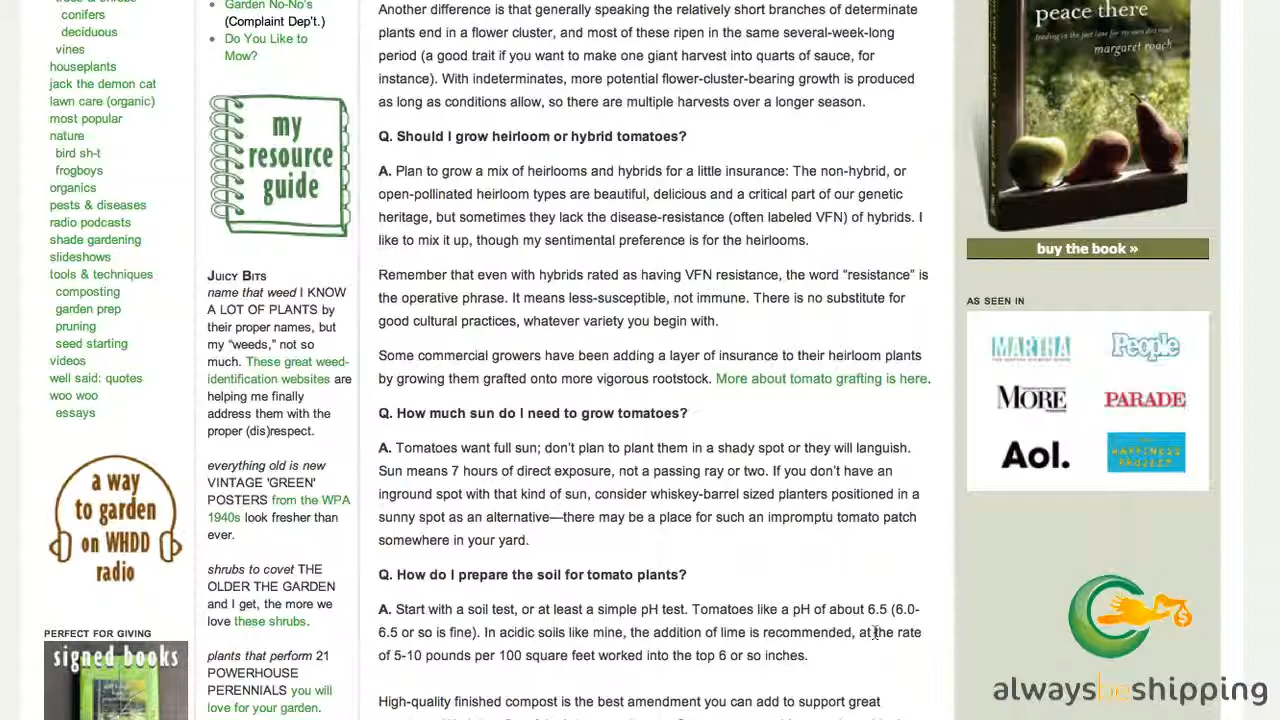 conifers
deciduous
vines
houseplants
jack the demon cat
lawn care (organic)
most popular
nature
bird sh-t
frogboys
organics
pests & diseases
radio podcasts
shade gardening
slideshows
tools & techniques
composting
garden prep
pruning
seed starting
videos
well said: quotes
woo woo
essays
a way
to garden
on WHDD
radio
PERFECT FOR GIVING
signed books
Garden No-No's
(Complaint Dep't.)
Do You Like to
Mow?
my
resource
guide
JUICY BITS
name that weed I KNOW
A LOT OF PLANTS by
their proper names, but
my “weeds,” not so
much. These great weed-
identification websites are
helping me finally
address them with the
proper (dis)respect.
everything old is new
VINTAGE 'GREEN'
POSTERS from the WPA
1940s look fresher than
ever.
shrubs to covet THE
OLDER THE GARDEN
and I get, the more we
love these shrubs.
plants that perform 21
POWERHOUSE
PERENNIALS you will
love for your garden.
Another difference is that generally speaking the relatively short branches of determinate
plants end in a flower cluster, and most of these ripen in the same several-week-long
period (a good trait if you want to make one giant harvest into quarts of sauce, for
instance). With indeterminates, more potential flower-cluster-bearing growth is produced
as long as conditions allow, so there are multiple harvests over a longer season.
Q. Should I grow heirloom or hybrid tomatoes?
A. Plan to grow a mix of heirlooms and hybrids for a little insurance: The non-hybrid, or
open-pollinated heirloom types are beautiful, delicious and a critical part of our genetic
heritage, but sometimes they lack the disease-resistance (often labeled VFN) of hybrids. I
like to mix it up, though my sentimental preference is for the heirlooms.
Remember that even with hybrids rated as having VFN resistance, the word “resistance” is
the operative phrase. It means less-susceptible, not immune. There is no substitute for
good cultural practices, whatever variety you begin with.
Some commercial growers have been adding a layer of insurance to their heirloom plants
by growing them grafted onto more vigorous rootstock. More about tomato grafting is here.
Q. How much sun do I need to grow tomatoes?
A. Tomatoes want full sun; don’t plan to plant them in a shady spot or they will languish.
Sun means 7 hours of direct exposure, not a passing ray or two. If you don’t have an
inground spot with that kind of sun, consider whiskey-barrel sized planters positioned in a
sunny spot as an alternative—there may be a place for such an impromptu tomato patch
somewhere in your yard.
Q. How do I prepare the soil for tomato plants?
A. Start with a soil test, or at least a simple pH test. Tomatoes like a pH of about 6.5 (6.0-
6.5 or so is fine). In acidic soils like mine, the addition of lime is recommended, at the rate
of 5-10 pounds per 100 square feet worked into the top 6 or so inches.
High-quality finished compost is the best amendment you can add to support great
peace there
margaret roach
buy the book »
AS SEEN IN
MARTHA
People
MORE
PARADE
Aol.
HAPPINESS
PROJECT
alwaysbeshipping